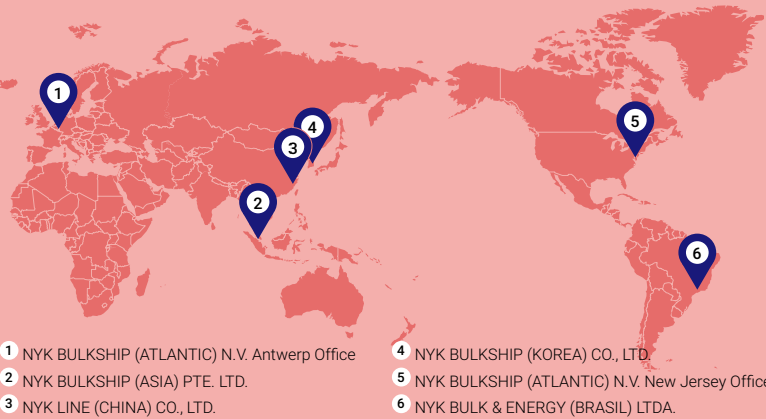 1
4
5
3
2
6
1 NYK BULKSHIP (ATLANTIC) N.V. Antwerp Office
2 NYK BULKSHIP (ASIA) PTE. LTD.
3 NYK LINE (CHINA) CO., LTD.
4 NYK BULKSHIP (KOREA) CO., LTD.
5 NYK BULKSHIP (ATLANTIC) N.V. New Jersey Office
6 NYK BULK & ENERGY (BRASIL) LTDA.